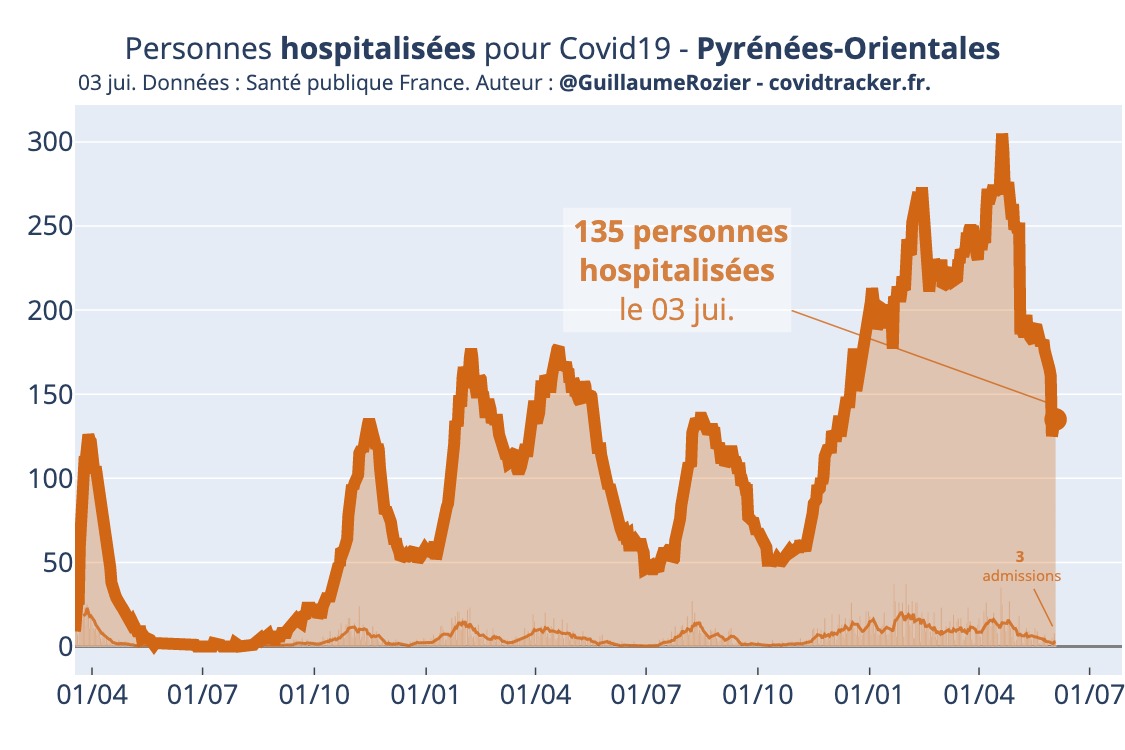 Personnes hospitalisées pour Covid19 - Pyrénées-Orientales
03 jui. Données : Santé publique France. Auteur : @GuillaumeRozier - covidtracker.fr.
300
250
135 personnes
hospitalisées
le 03 jui.
200
150
100
50
3
admissions
0
01/04 01/07 01/10 01/01 01/04 01/07 01/10 01/01 01/04 01/07